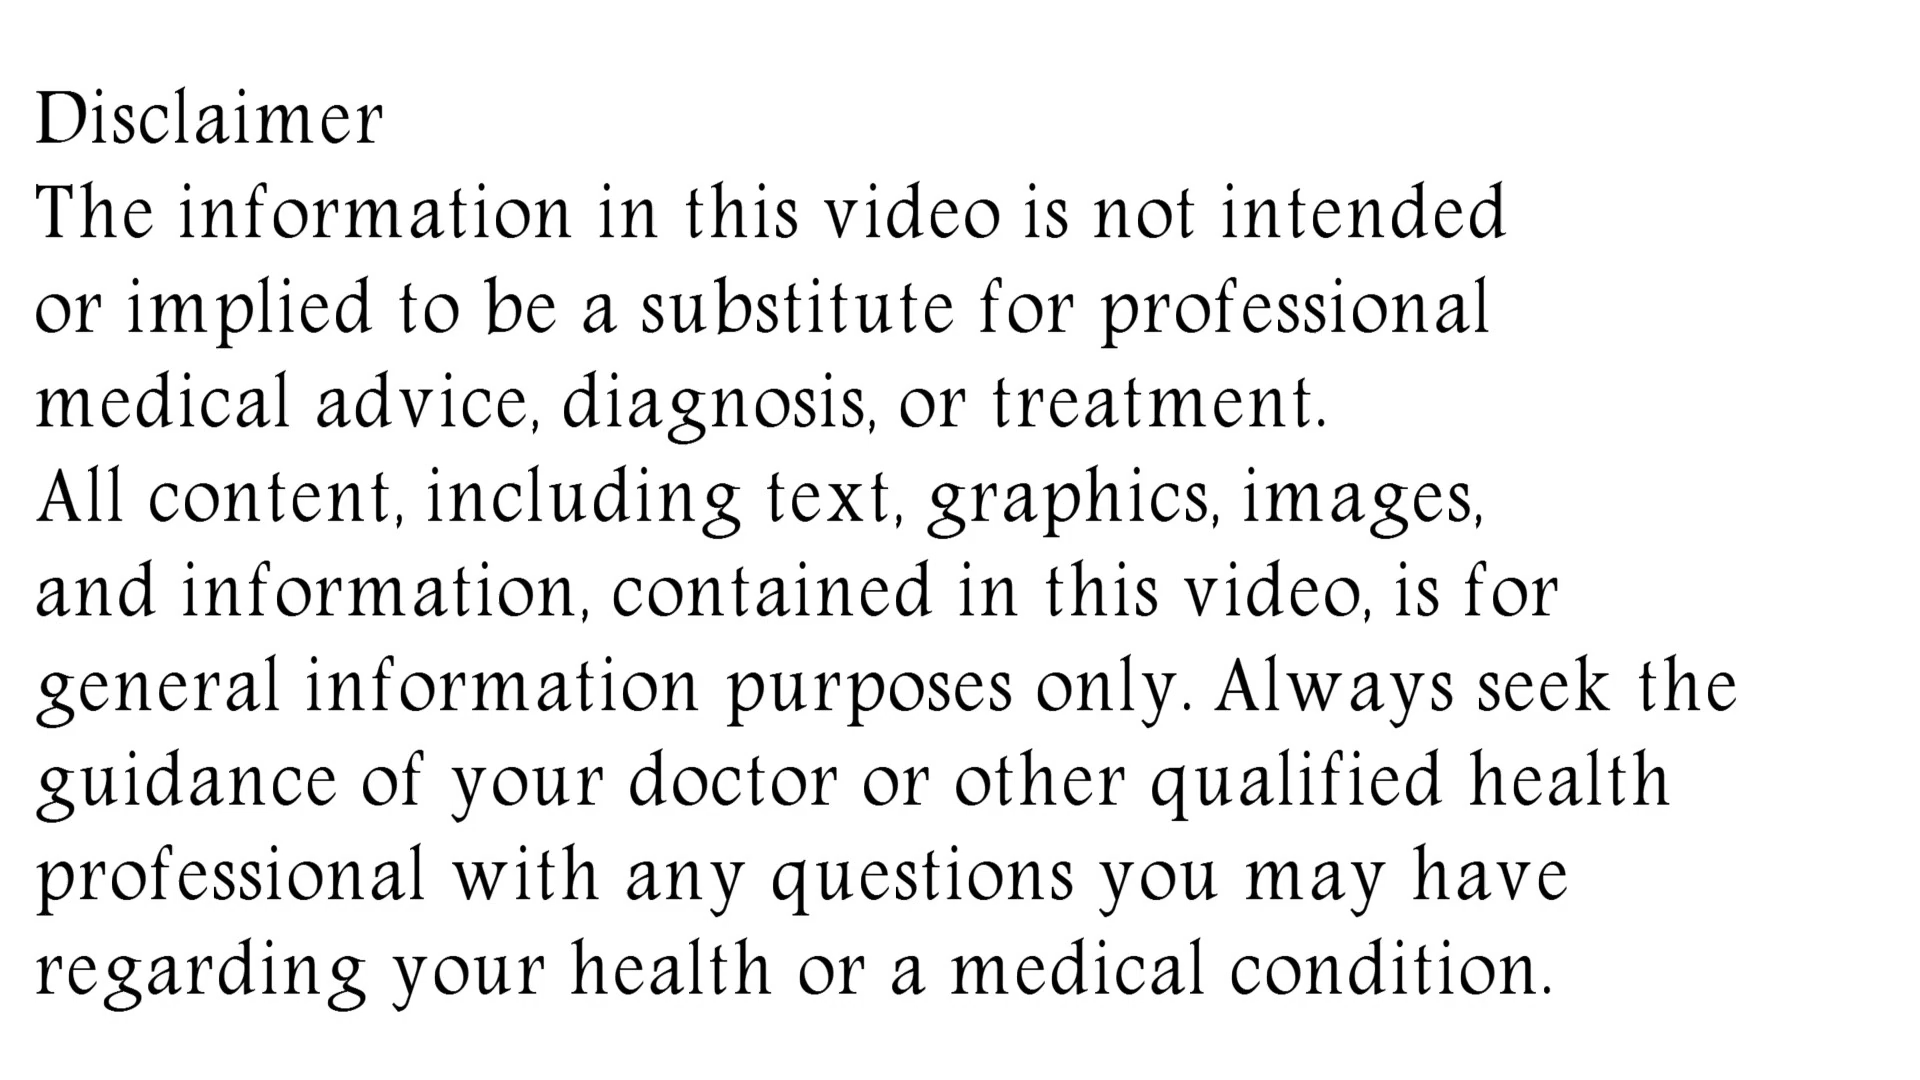 Disclaimer
The information in this video is not intended
or implied to be a substitute for professional
medical advice, diagnosis, or treatment.
All content, including text, graphics, images,
and information, contained in this video, is for
general information purposes only. Always seek the
guidance of your doctor or other qualified health
professional with any questions you may have
regarding your health or a medical condition.